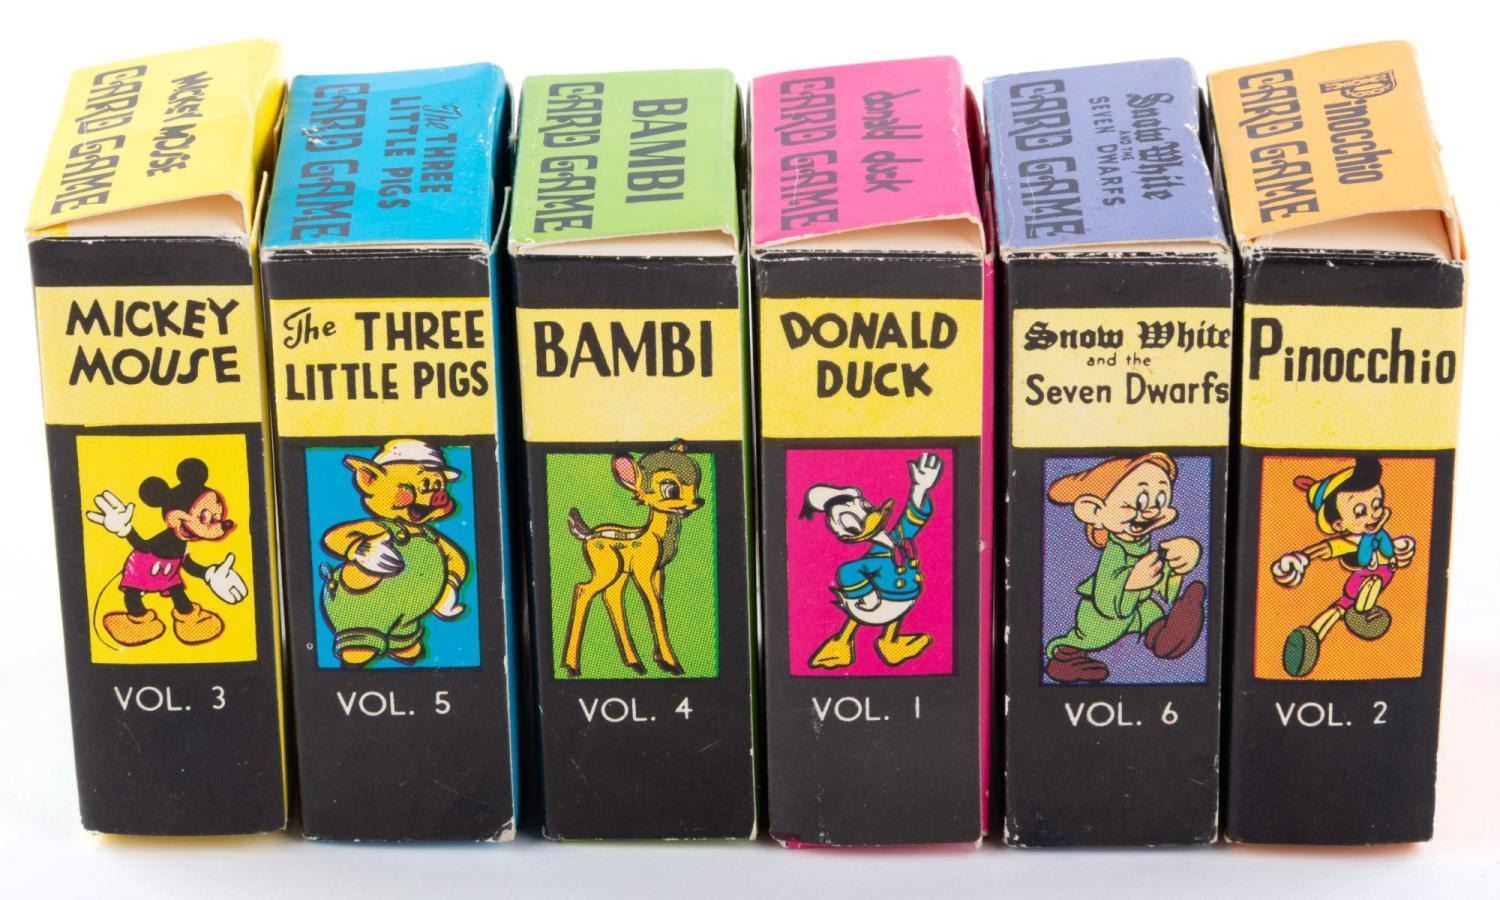 MICKEY MOUSE
CARD GAME
MICKEY
MOUSE
VOL. 3
The THREE
LITTLE PIGS
CARD GAME
The THREE
LITTLE PIGS
VOL. 5
BAMBI
CARD GAME
BAMBI
VOL. 4
donald duck
CARD GAME
DONALD
DUCK
VOL. 1
Snow White
AND THE
SEVEN DWARFS
CARD GAME
Snow White
and the
Seven Dwarfs
VOL. 6
Pinocchio
CARD GAME
Pinocchio
VOL. 2